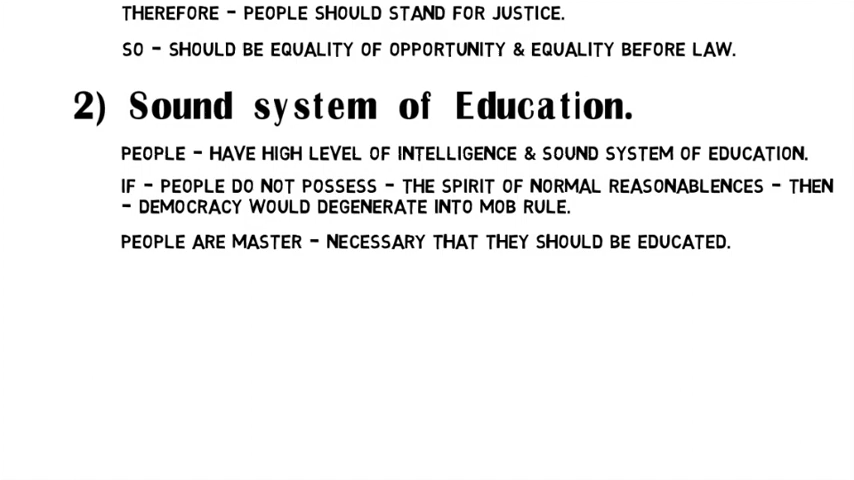 THEREFORE - PEOPLE SHOULD STAND FOR JUSTICE.
SO - SHOULD BE EQUALITY OF OPPORTUNITY & EQUALITY BEFORE LAW.
2) Sound system of Education.
PEOPLE - HAVE HIGH LEVEL OF INTELLIGENCE & SOUND SYSTEM OF EDUCATION.
IF - PEOPLE DO NOT POSSESS - THE SPIRIT OF NORMAL REASONABLENCES - THEN
- DEMOCRACY WOULD DEGENERATE INTO MOB RULE.
PEOPLE ARE MASTER - NECESSARY THAT THEY SHOULD BE EDUCATED.